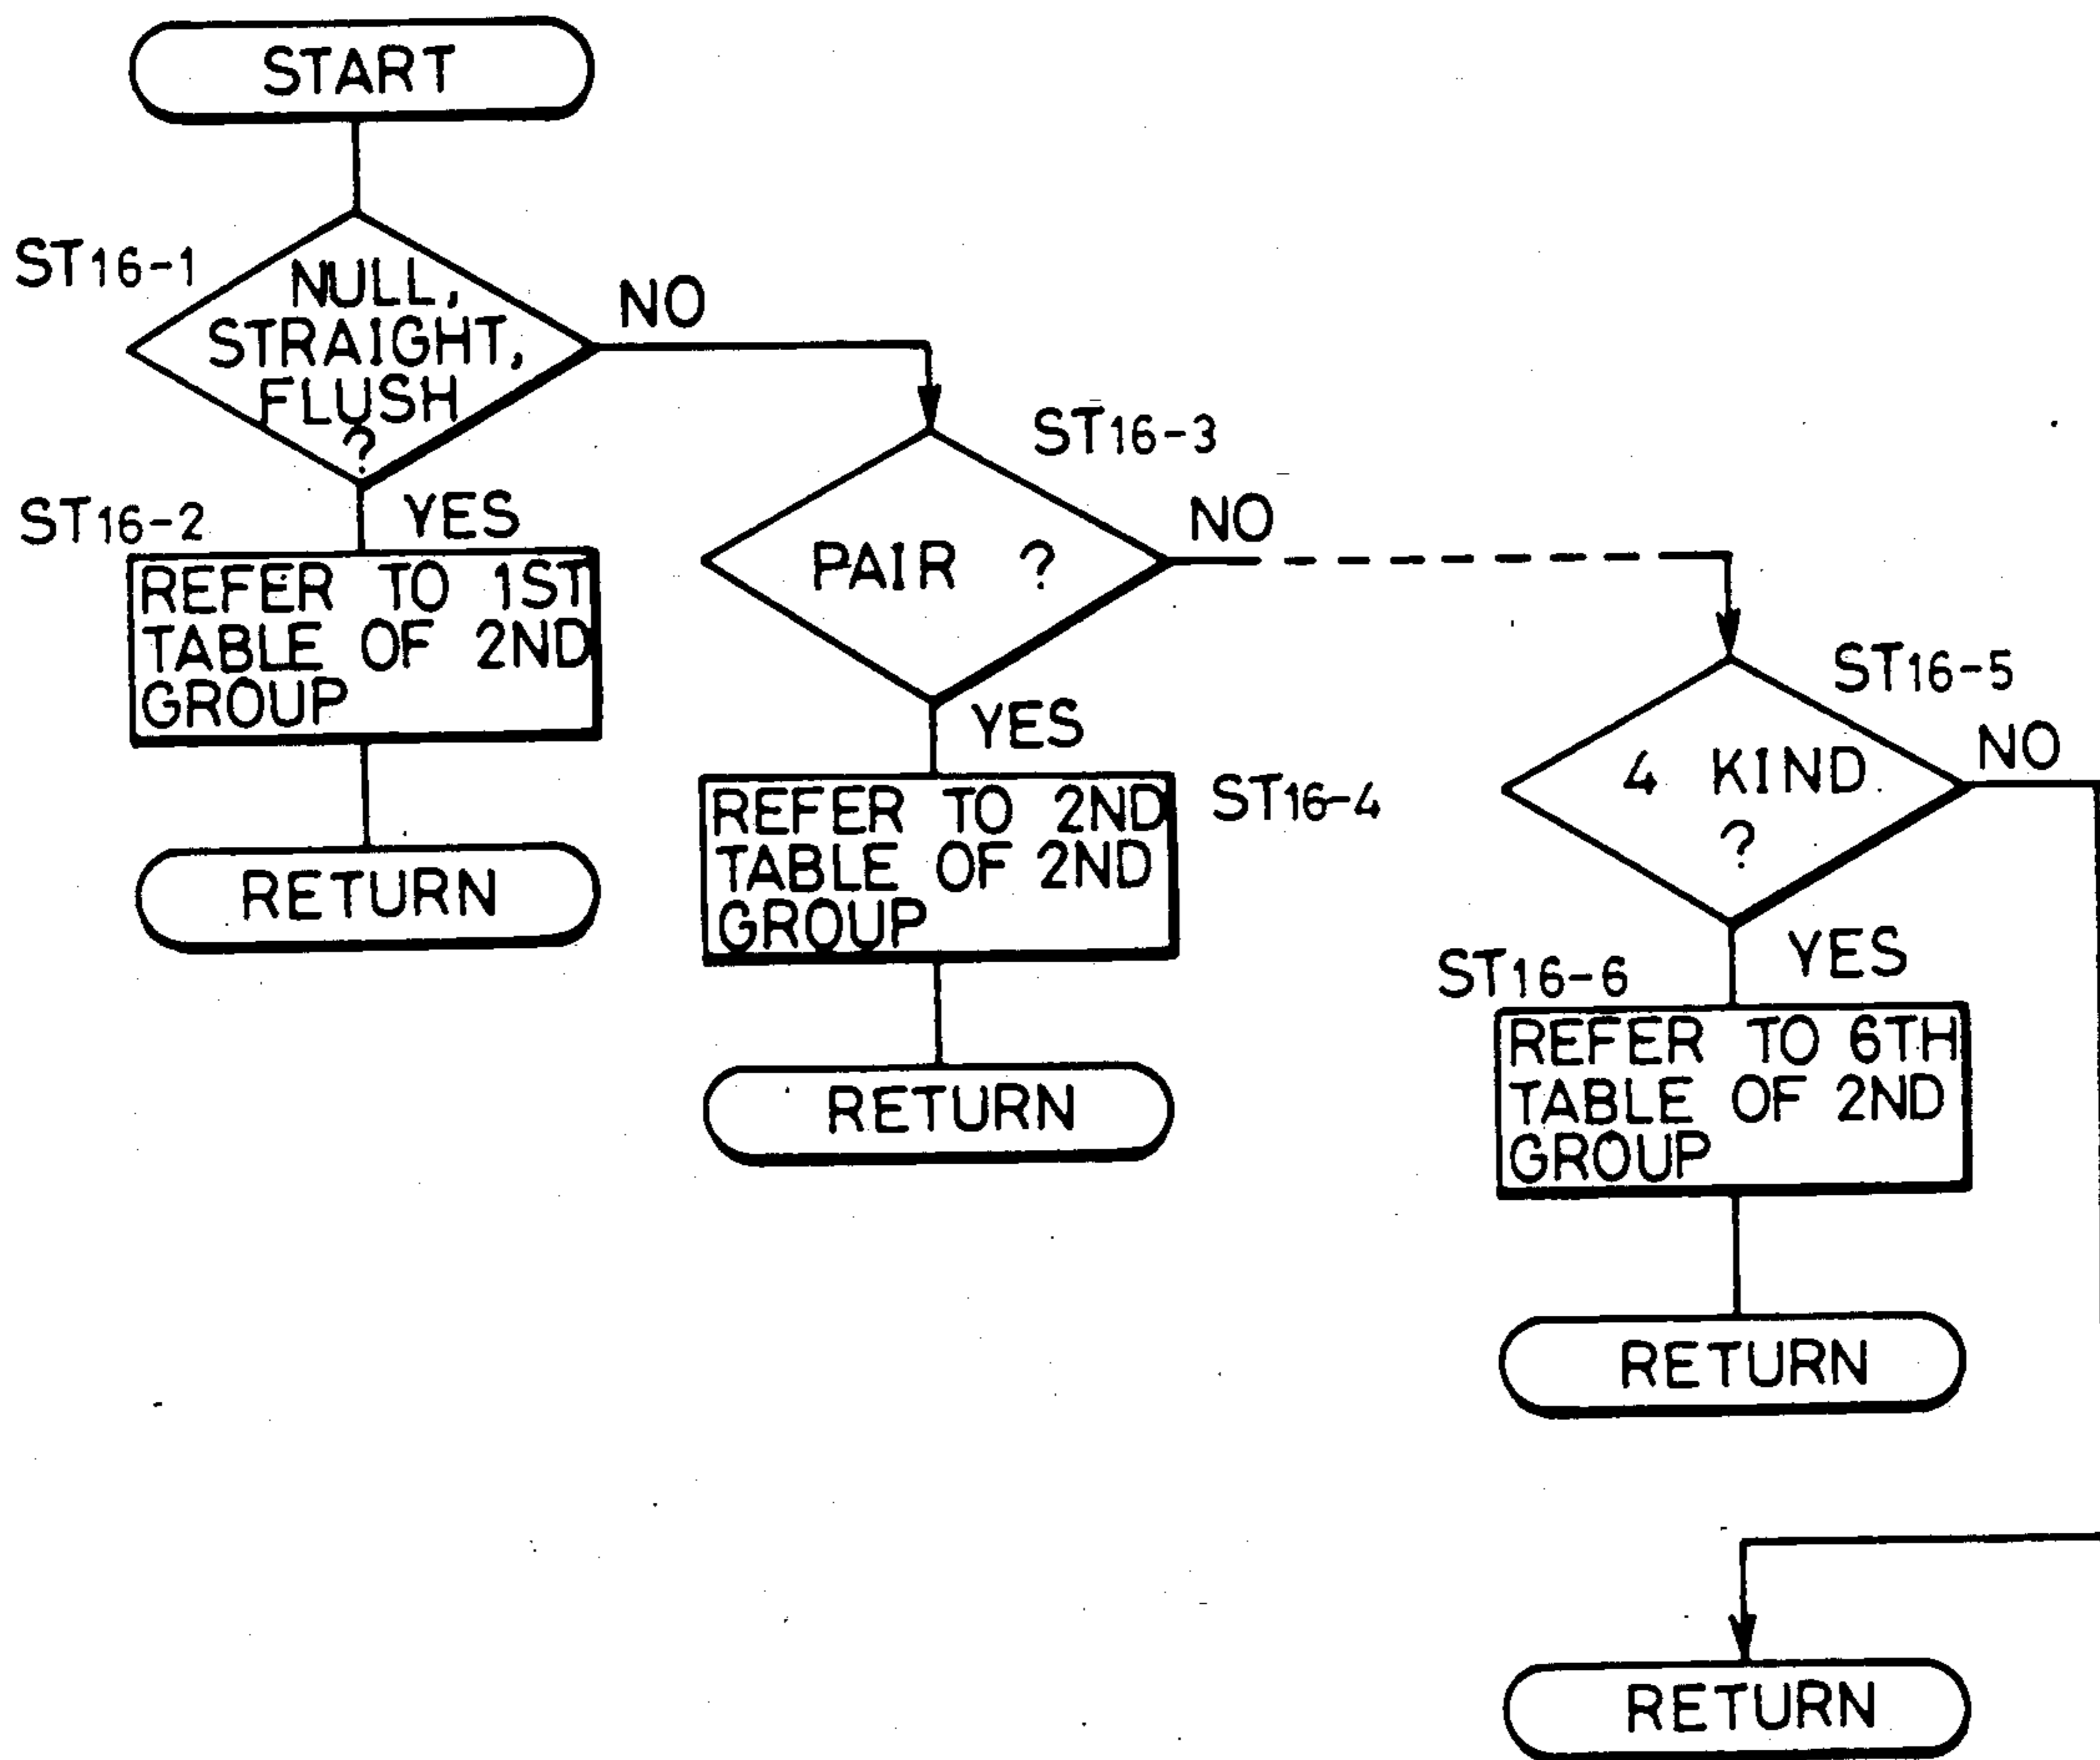 START
ST16-1
NULL,
STRAIGHT,
FLUSH
?
NO
ST16-2
YES
REFER TO 1ST
TABLE OF 2ND
GROUP
RETURN
ST16-3
PAIR ?
NO
YES
ST16-4
REFER TO 2ND
TABLE OF 2ND
GROUP
RETURN
ST16-5
4 KIND
?
NO
YES
ST16-6
REFER TO 6TH
TABLE OF 2ND
GROUP
RETURN
RETURN